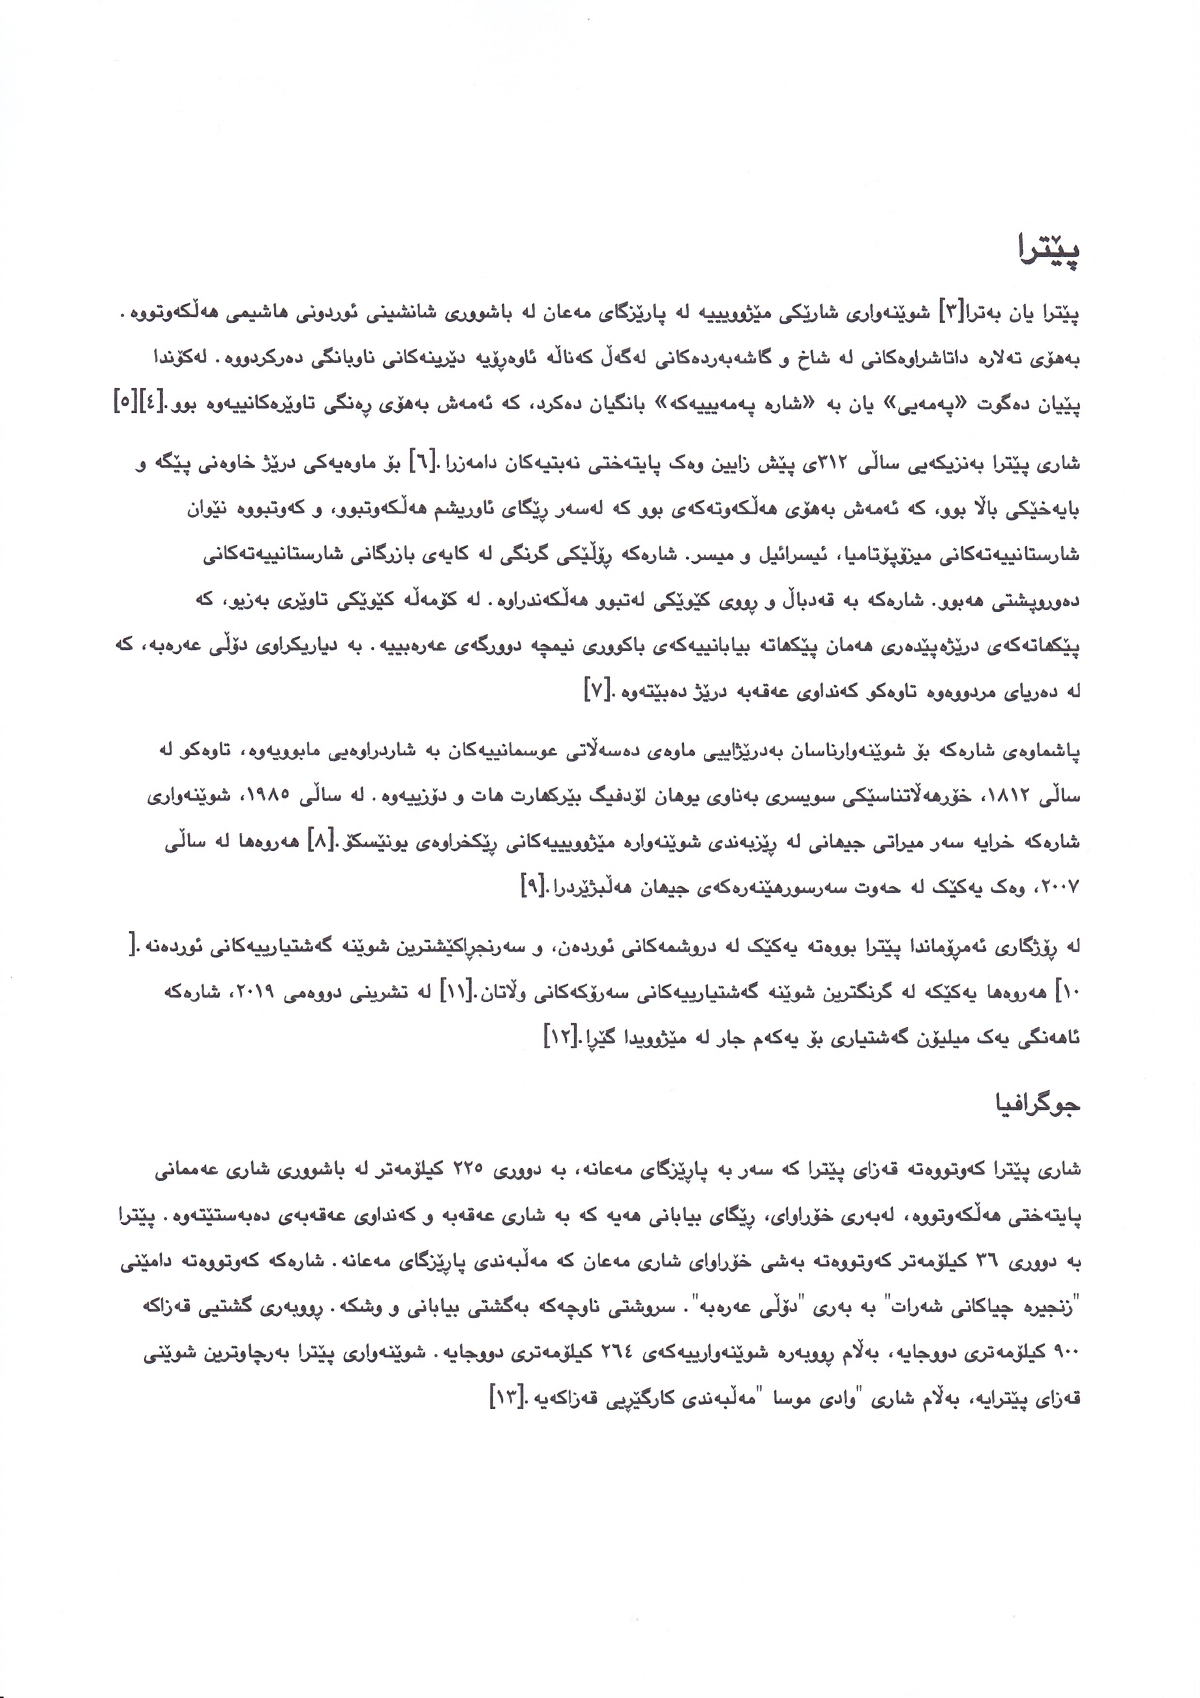 پێترا
پێترا یان بەترا[٣] شوێنەواری شارێکی مێژووییییە لە پارێزگای مەعان لە باشووری شانشینی ئوردونی هاشیمی هەڵکەوتووە.
بەهۆی تەلارە داتاشراوەکانی لە شاخ و گاشەبەردەکانی لەگەڵ کەناڵە ئاوەڕۆیە دێرینەکانی ناوبانگی دەرکردووە. لەکۆندا
پێیان دەگوت «پەمەیی» یان بە «شارە پەمەیییەکە» بانگیان دەکرد، کە ئەمەش بەهۆی ڕەنگی تاوێرەکانییەوە بوو.[٤][٥]
شاری پێترا بەنزیکەیی ساڵی ٣١٢ی پێش زایین وەک پایتەختی نەبتیەکان دامەزرا.[٦] بۆ ماوەیەکی درێژ خاوەنی پێگە و
بایەخێکی باڵا بوو، کە ئەمەش بەهۆی هەڵکەوتەکەی بوو کە لەسەر ڕێگای ئاوریشم هەڵکەوتبوو، و کەوتبووە نێوان
شارستانییەتەکانی میزۆپۆتامیا، ئیسرائیل و میسر. شارەکە ڕۆڵێکی گرنگی لە کایەی بازرگانی شارستانییەتەکانی
دەوروپشتی هەبوو. شارەکە بە قەدباڵ و ڕووی کێوێکی لەتبوو هەڵکەندراوە. لە کۆمەڵە کێوێکی تاوێری بەزیو، کە
پێکهاتەکەی درێژەپێدەری هەمان پێکهاتە بیابانییەکەی باکووری نیمچە دوورگەی عەرەبییە. بە دیاریکراوی دۆڵی عەرەبە، کە
لە دەریای مردووەوە تاوەکو کەنداوی عەقەبە درێژ دەبێتەوە.[٧]
پاشماوەی شارەکە بۆ شوێنەوارناسان بەدرێژاییی ماوەی دەسەڵاتی عوسمانییەکان بە شاردراوەیی مابوویەوە، تاوەکو لە
ساڵی ١٨١٢، خۆرھەڵاتناسێکی سویسری بەناوی یوهان لۆدفیگ بێرکهارت هات و دۆزییەوە. لە ساڵی ١٩٨٥، شوێنەواری
شارەکە خرایە سەر میراتی جیهانی لە ڕێزبەندی شوێنەوارە مێژوویییەکانی ڕێکخراوەی یونێسکۆ.[٨] هەروەها لە ساڵی
٢٠٠٧، وەک یەکێک لە حەوت سەرسورهێنەرەکەی جیهان هەڵبژێردرا.[٩]
لە ڕۆژگاری ئەمڕۆماندا پێترا بووەتە یەکێک لە دروشمەکانی ئوردەن، و سەرنجڕاکێشترین شوێنە گەشتیارییەکانی ئوردەنە.[
١٠] هەروەها یەکێکە لە گرنگترین شوێنە گەشتیارییەکانی سەرۆکەکانی وڵاتان.[١١] لە تشرینی دووەمی ٢٠١٩، شارەکە
ئاهەنگی یەک میلیۆن گەشتیاری بۆ یەکەم جار لە مێژوویدا گێڕا.[١٢]
جوگرافیا
شاری پێترا کەوتووەتە قەزای پێترا کە سەر بە پارێزگای مەعانە، بە دووری ٢٢٥ کیلۆمەتر لە باشووری شاری عەممانی
پایتەختی هەڵکەوتووە، لەبەری خۆراوای، ڕێگای بیابانی هەیە کە بە شاری عەقەبە و کەنداوی عەقەبەی دەبەستێتەوە. پێترا
بە دووری ٣٦ کیلۆمەتر کەوتووەتە بەشی خۆراوای شاری مەعان کە مەڵبەندی پارێزگای مەعانە. شارەکە کەوتووەتە دامێنی
"زنجیرە چیاکانی شەرات" بە بەری "دۆڵی عەرەبە". سروشتی ناوچەکە بەگشتی بیابانی و وشکە. ڕووبەری گشتیی قەزاکە
٩٠٠ کیلۆمەتری دووجایە، بەڵام ڕووبەرە شوێنەوارییەکەی ٢٦٤ کیلۆمەتری دووجایە. شوێنەواری پێترا بەرچاوترین شوێنی
قەزای پێترایە، بەڵام شاری "وادی موسا "مەڵبەندی کارگێڕیی قەزاکەیە.[١٣]